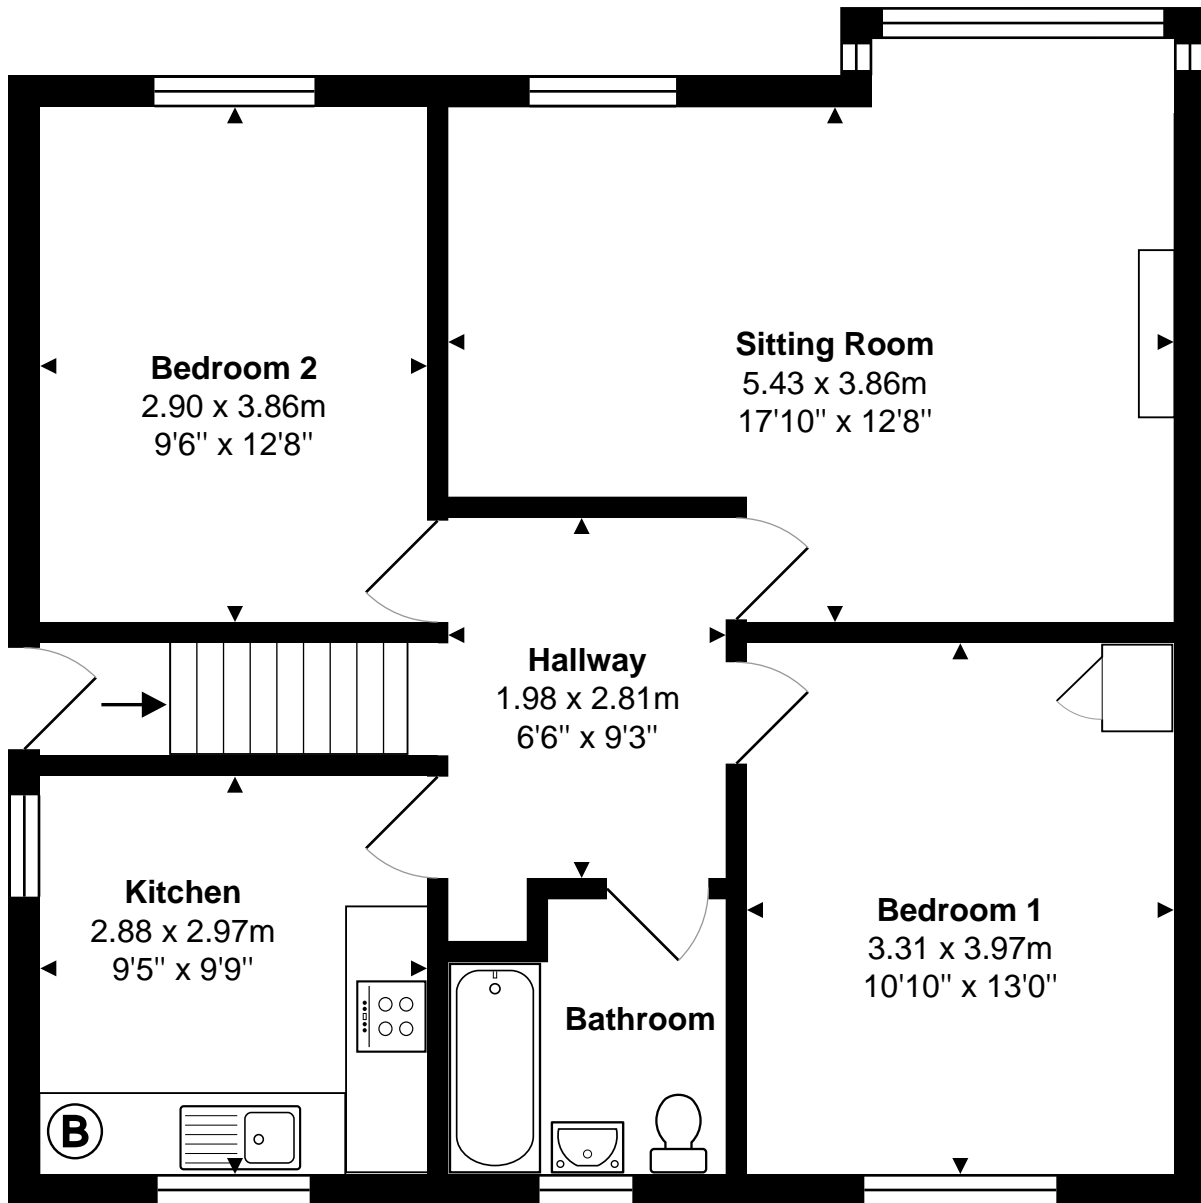 Sitting Room
5.43 x 3.86m
17'10" x 12'8"
Bedroom 2
2.90 x 3.86m
9'6" x 12'8"
Hallway
1.98 x 2.81m
6'6" x 9'3"
Kitchen
2.88 x 2.97m
9'5" x 9'9"
Bedroom 1
3.31 x 3.97m
10'10" x 13'0"
Bathroom
B